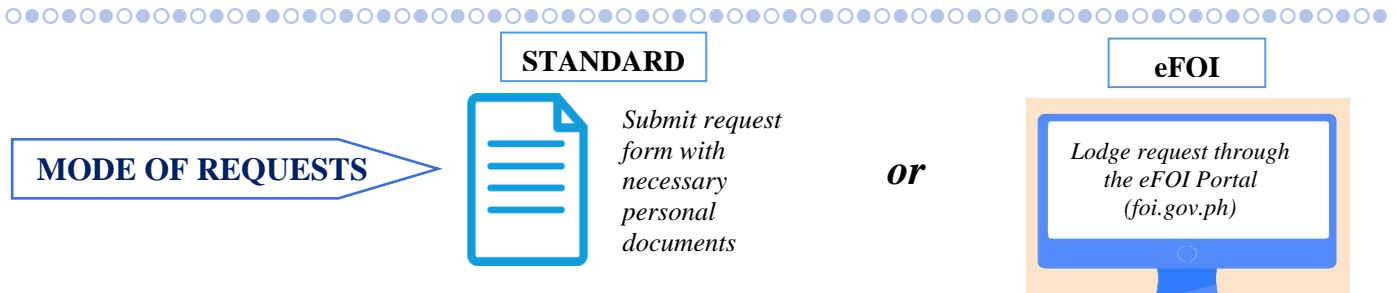 STANDARD
eFOI
MODE OF REQUESTS
Submit request
form with
necessary
personal
documents
or
Lodge request through
the eFOI Portal
(foi.gov.ph)